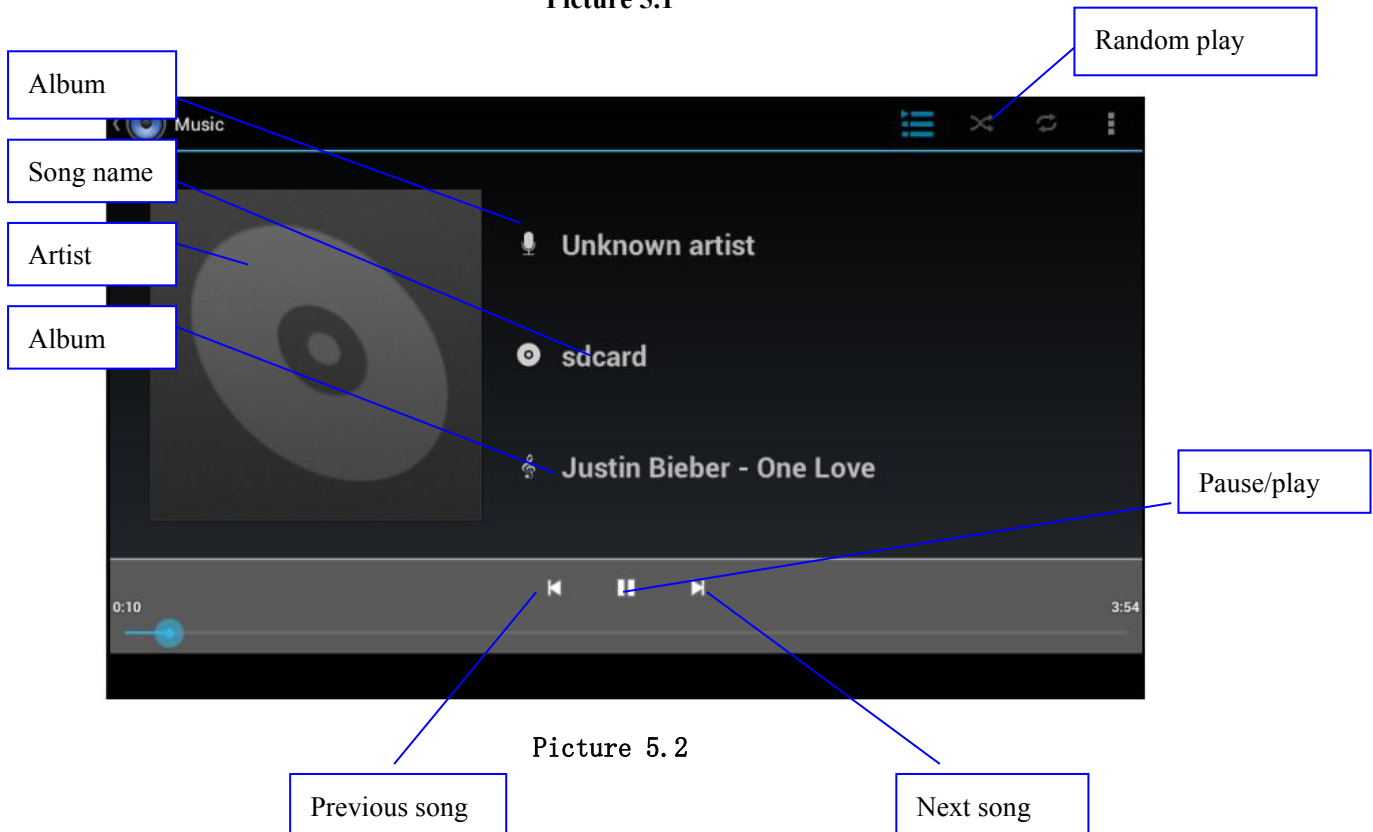 Picture 5.1
Random play
Album
Music
Song name
Artist
Unknown artist
Album
sdcard
Justin Bieber - One Love
Pause/play
0:10
3:54
Picture 5.2
Previous song
Next song